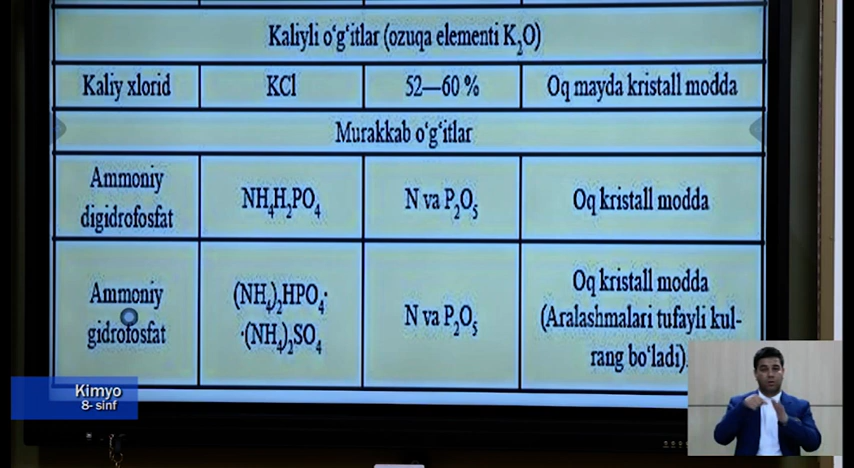 Kaliyli o‘g‘itlar (ozuqa elementi K₂O)
Kaliy xlorid
KCl
52—60 %
Oq mayda kristall modda
Murakkab o‘g‘itlar
Ammoniy
digidrofosfat
NH₄H₂PO₄
N va P₂O₅
Oq kristall modda
Ammoniy
gidrofosfat
(NH₄)₂HPO₄·
·(NH₄)₂SO₄
N va P₂O₅
Oq kristall modda
(Aralashmalari tufayli kul-
rang bo‘ladi).
Kimyo
8- sinf